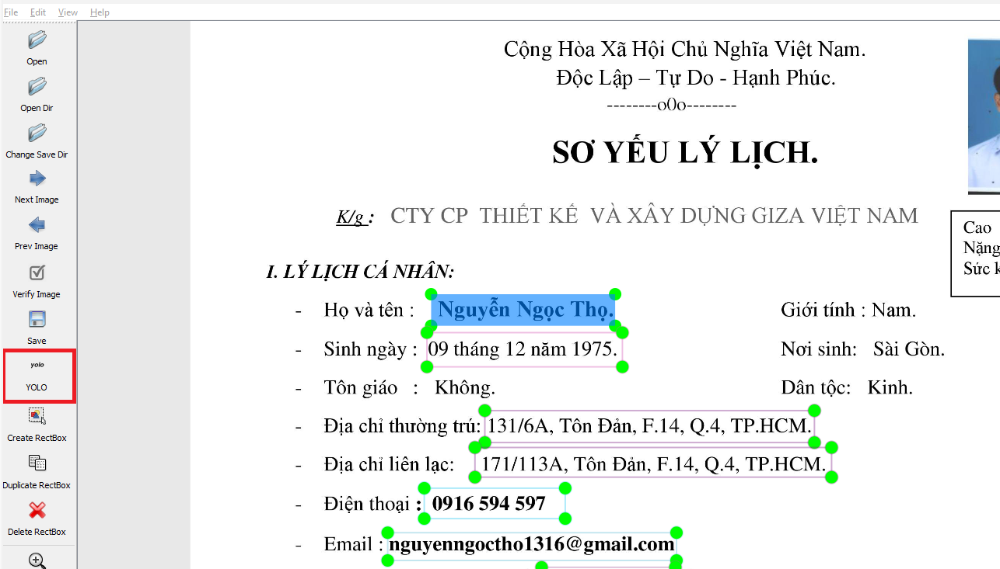 File Edit View Help
Open
Open Dir
Change Save Dir
Next Image
Prev Image
Verify Image
Save
yolo
YOLO
Create RectBox
Duplicate RectBox
Delete RectBox
Cộng Hòa Xã Hội Chủ Nghĩa Việt Nam.
Độc Lập – Tự Do - Hạnh Phúc.
--------o0o--------
SƠ YẾU LÝ LỊCH.
K/g : CTY CP THIẾT KẾ VÀ XÂY DỰNG GIZA VIỆT NAM
Cao
Nặng
Sức k
I. LÝ LỊCH CÁ NHÂN:
- Họ và tên : Nguyễn Ngọc Thọ. Giới tính : Nam.
- Sinh ngày : 09 tháng 12 năm 1975. Nơi sinh: Sài Gòn.
- Tôn giáo : Không. Dân tộc: Kinh.
- Địa chỉ thường trú: 131/6A, Tôn Đản, F.14, Q.4, TP.HCM.
- Địa chỉ liên lạc: 171/113A, Tôn Đản, F.14, Q.4, TP.HCM.
- Điện thoại : 0916 594 597
- Email : nguyenngoctho1316@gmail.com